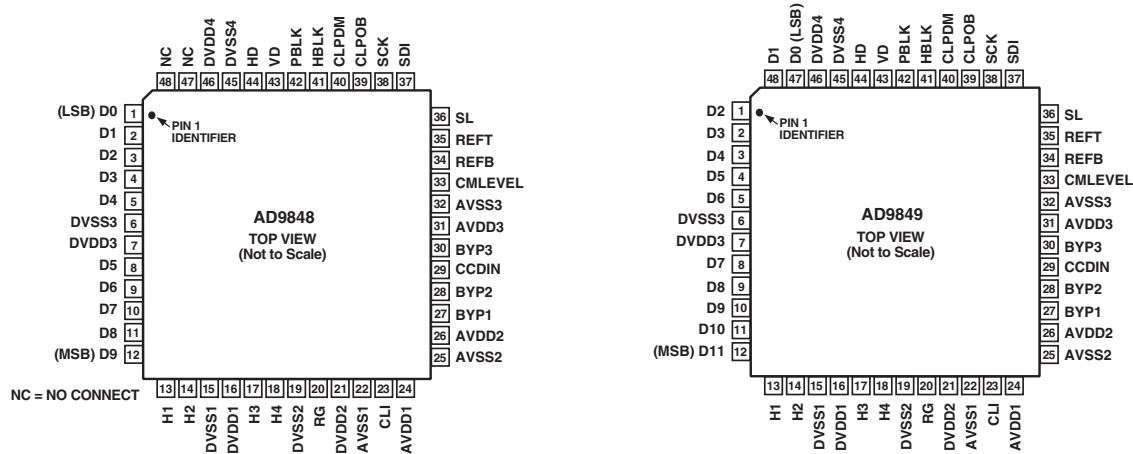 NC
NC
DVDD4
DVSS4
HD
VD
PBLK
HBLK
CLPDM
CLPOB
SCK
SDI
48 47 46 45 44 43 42 41 40 39 38 37
(LSB) D0 1
D1 2
D2 3
D3 4
D4 5
DVSS3 6
DVDD3 7
D5 8
D6 9
D7 10
D8 11
(MSB) D9 12
PIN 1
IDENTIFIER
AD9848
TOP VIEW
(Not to Scale)
36 SL
35 REFT
34 REFB
33 CMLEVEL
32 AVSS3
31 AVDD3
30 BYP3
29 CCDIN
28 BYP2
27 BYP1
26 AVDD2
25 AVSS2
13 14 15 16 17 18 19 20 21 22 23 24
NC = NO CONNECT
H1
H2
DVSS1
DVDD1
H3
H4
DVSS2
RG
DVDD2
AVSS1
CLI
AVDD1
D1
D0 (LSB)
DVDD4
DVSS4
HD
VD
PBLK
HBLK
CLPDM
CLPOB
SCK
SDI
48 47 46 45 44 43 42 41 40 39 38 37
D2 1
D3 2
D4 3
D5 4
D6 5
DVSS3 6
DVDD3 7
D7 8
D8 9
D9 10
D10 11
(MSB) D11 12
PIN 1
IDENTIFIER
AD9849
TOP VIEW
(Not to Scale)
36 SL
35 REFT
34 REFB
33 CMLEVEL
32 AVSS3
31 AVDD3
30 BYP3
29 CCDIN
28 BYP2
27 BYP1
26 AVDD2
25 AVSS2
13 14 15 16 17 18 19 20 21 22 23 24
H1
H2
DVSS1
DVDD1
H3
H4
DVSS2
RG
DVDD2
AVSS1
CLI
AVDD1